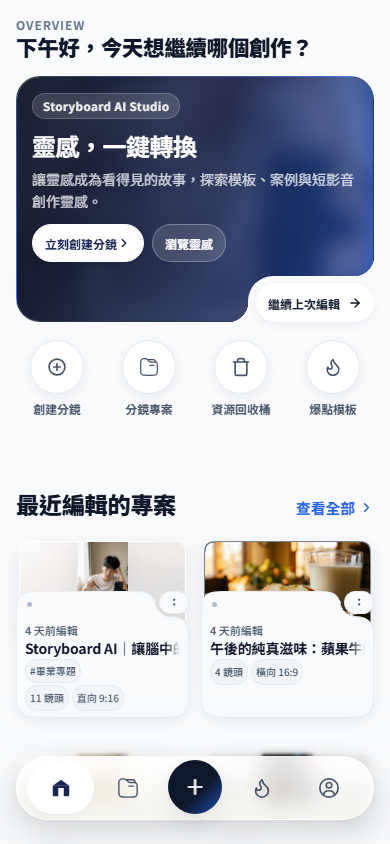 OVERVIEW
下午好，今天想繼續哪個創作？
Storyboard AI Studio
靈感，一鍵轉換
讓靈感成為看得見的故事，探索模板、案例與短影音
創作靈感。
立刻創建分鏡
瀏覽靈感
繼續上次編輯
創建分鏡
分鏡專案
資源回收桶
爆點模板
最近編輯的專案
查看全部
4 天前編輯
Storyboard AI｜讓腦中的
#畢業專題
11 鏡頭
直向 9:16
4 天前編輯
午後的純真滋味：蘋果牛
4 鏡頭
橫向 16:9